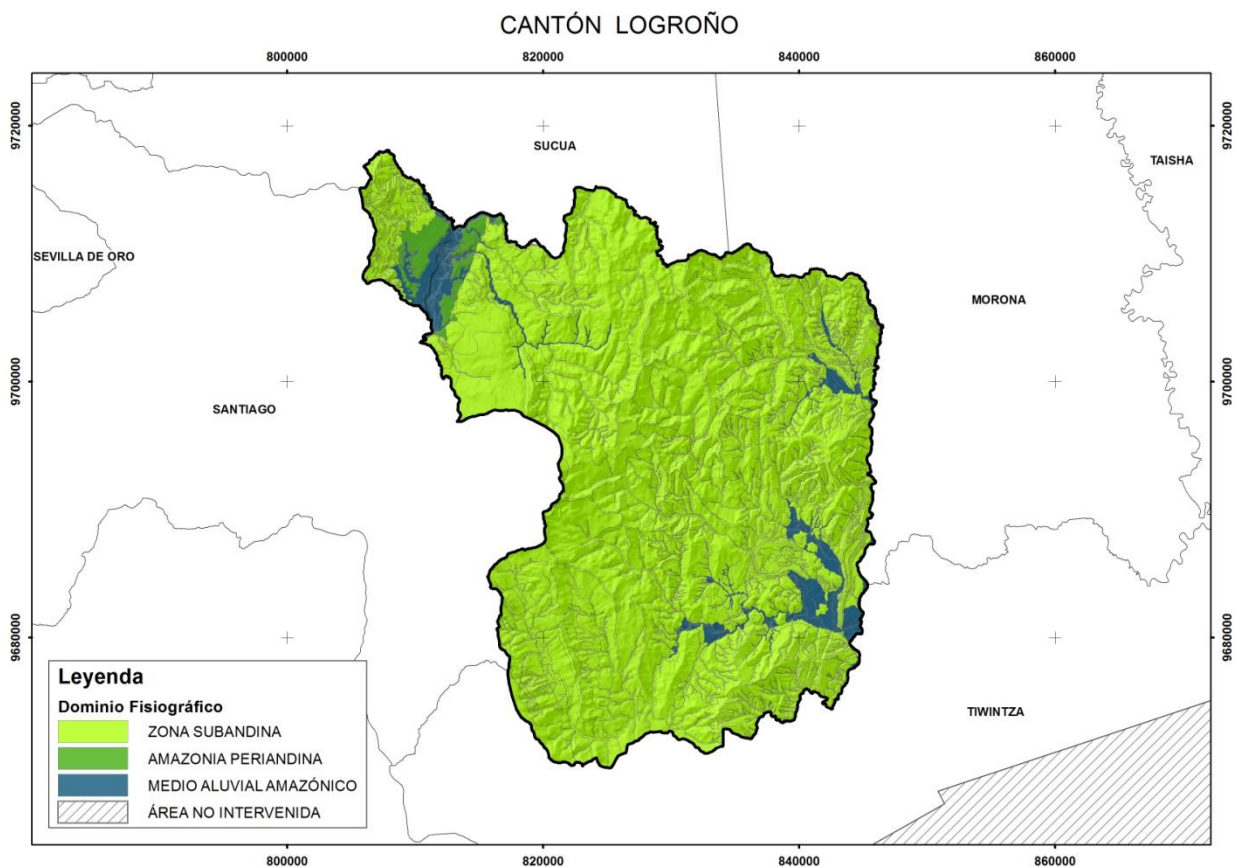 CANTÓN LOGROÑO
800000
820000
840000
860000
9720000
9720000
SUCUA
TAISHA
SEVILLA DE ORO
MORONA
9700000
9700000
SANTIAGO
9680000
9680000
TIWINTZA
Leyenda
Dominio Fisiográfico
ZONA SUBANDINA
AMAZONIA PERIANDINA
MEDIO ALUVIAL AMAZÓNICO
ÁREA NO INTERVENIDA
800000
820000
840000
860000